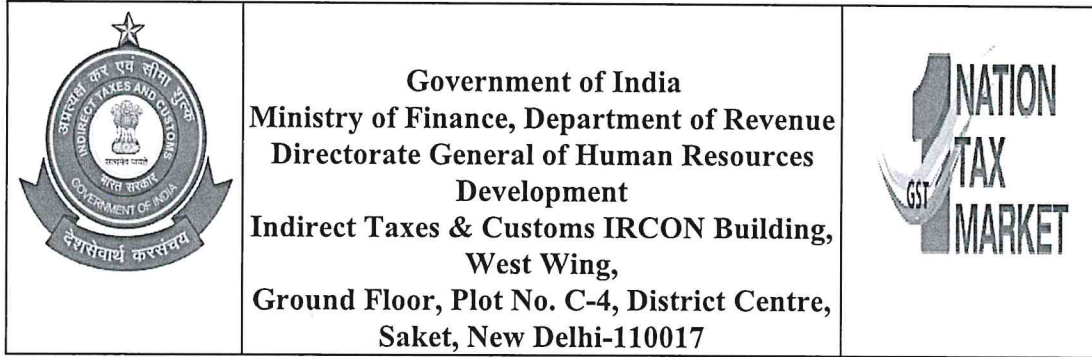 अप्रत्यक्ष कर एवं सीमा शुल्क
INDIRECT TAXES AND CUSTOMS
सत्यमेव जयते
भारत सरकार
GOVERNMENT OF INDIA
देशसेवार्थ करसंचय
Government of India
Ministry of Finance, Department of Revenue
Directorate General of Human Resources
Development
Indirect Taxes & Customs IRCON Building,
West Wing,
Ground Floor, Plot No. C-4, District Centre,
Saket, New Delhi-110017
1 NATION
TAX
MARKET
GST